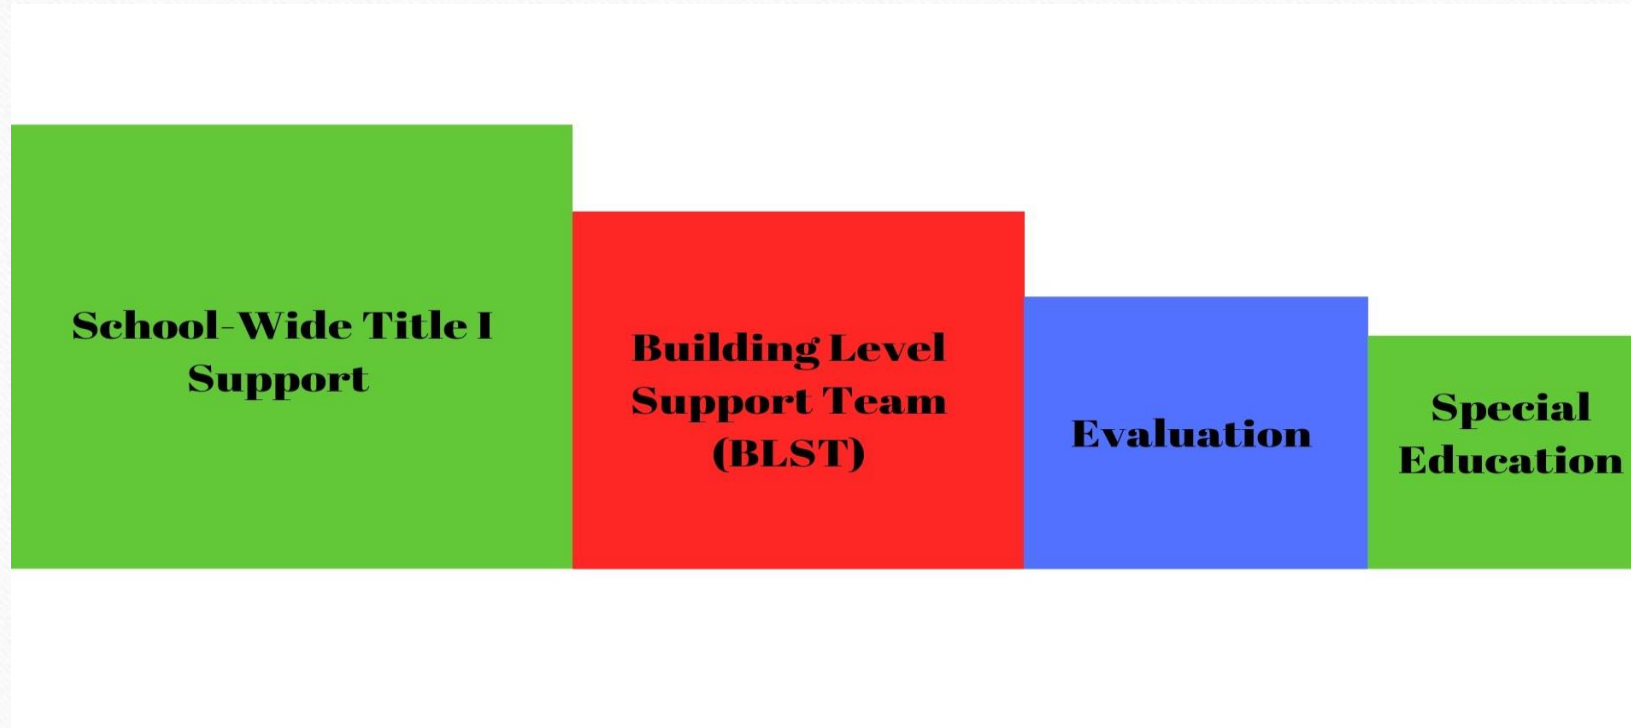 School-Wide Title I
Support
Building Level
Support Team
(BLST)
Evaluation
Special
Education